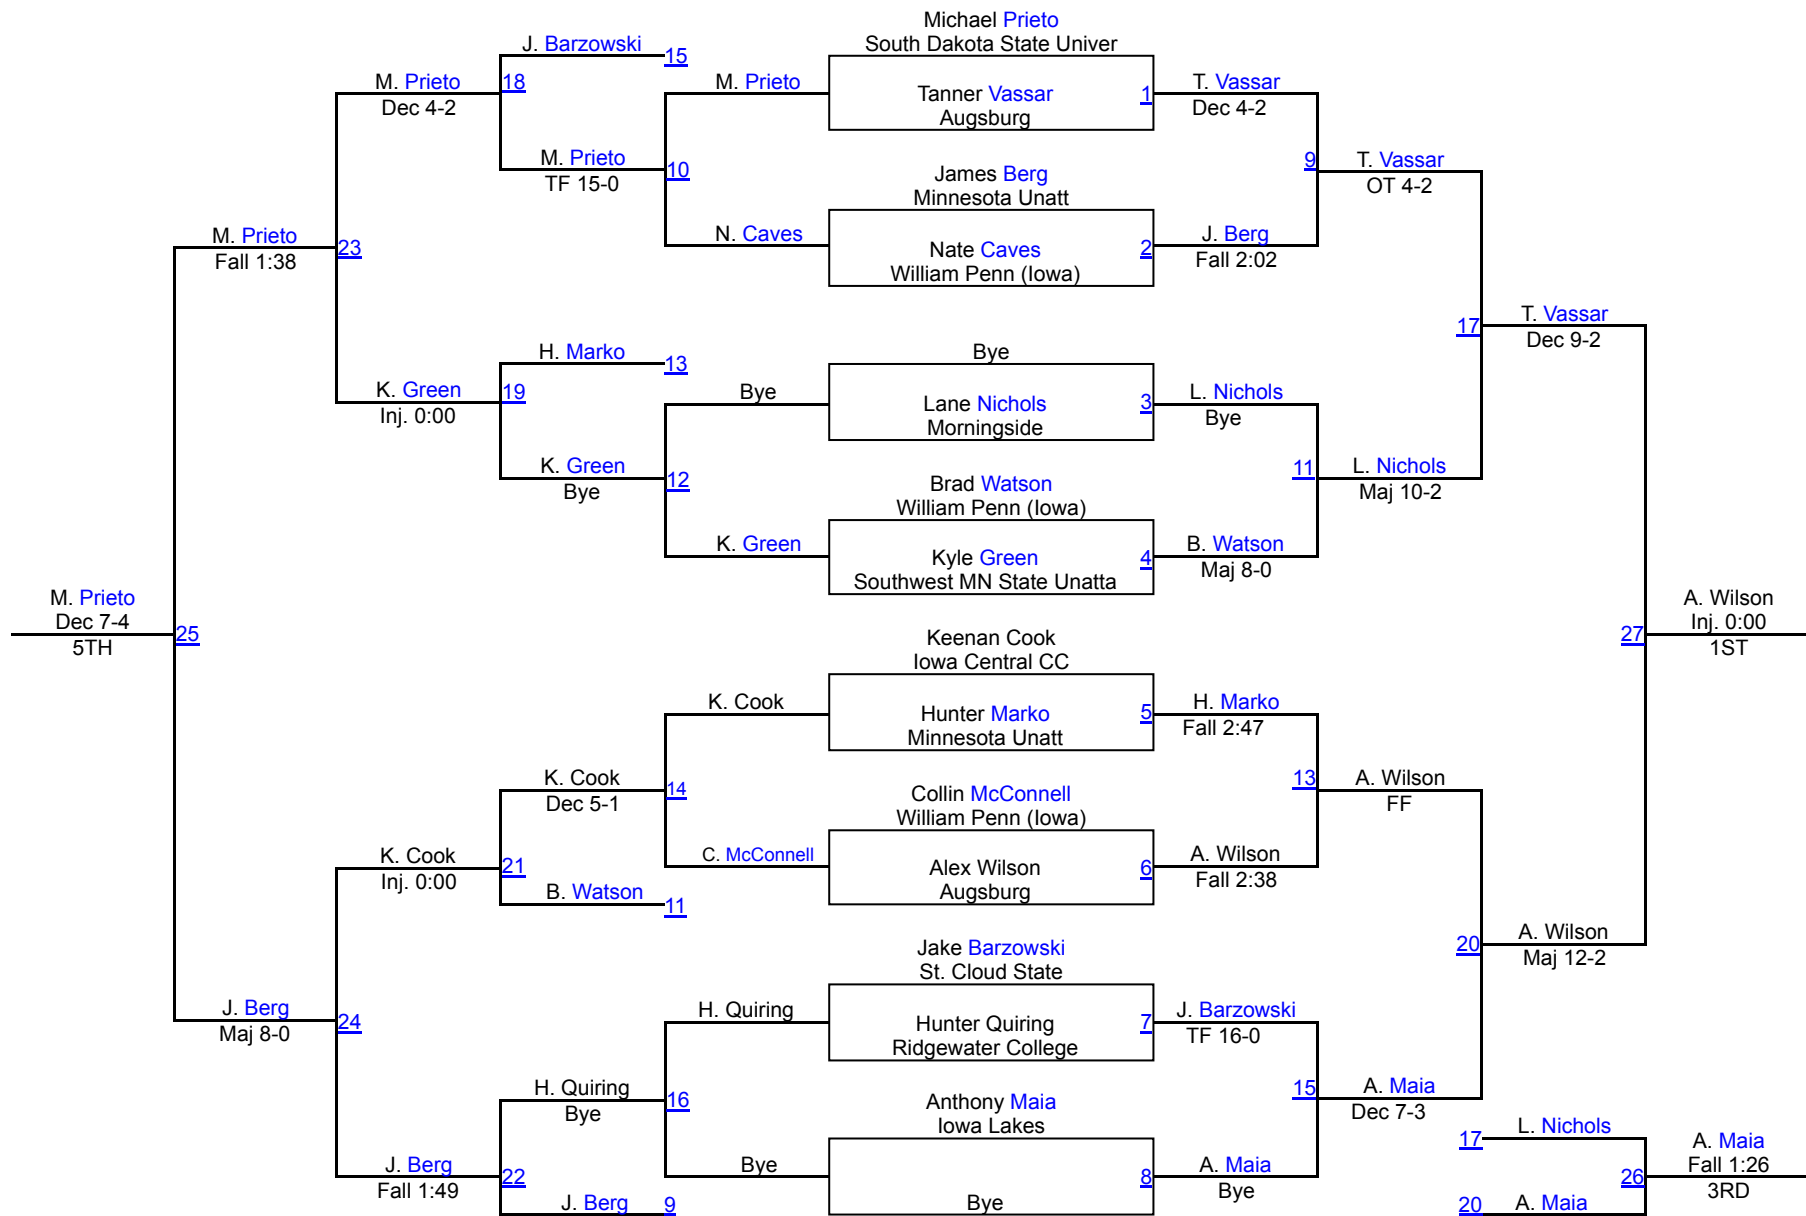 Michael Prieto
South Dakota State Univer
J. Barzowski
15
M. Prieto
Dec 4-2
18
M. Prieto
Tanner Vassar
Augsburg
1
T. Vassar
Dec 4-2
M. Prieto
TF 15-0
10
James Berg
Minnesota Unatt
9
T. Vassar
OT 4-2
M. Prieto
Fall 1:38
23
N. Caves
Nate Caves
William Penn (Iowa)
2
J. Berg
Fall 2:02
H. Marko
13
Bye
17
T. Vassar
Dec 9-2
K. Green
Inj. 0:00
19
Bye
Lane Nichols
Morningside
3
L. Nichols
Bye
K. Green
Bye
12
Brad Watson
William Penn (Iowa)
11
L. Nichols
Maj 10-2
K. Green
Kyle Green
Southwest MN State Unatta
4
B. Watson
Maj 8-0
M. Prieto
Dec 7-4
5TH
25
Keenan Cook
Iowa Central CC
27
A. Wilson
Inj. 0:00
1ST
K. Cook
Hunter Marko
Minnesota Unatt
5
H. Marko
Fall 2:47
K. Cook
Dec 5-1
14
Collin McConnell
William Penn (Iowa)
13
A. Wilson
FF
K. Cook
Inj. 0:00
21
C. McConnell
Alex Wilson
Augsburg
6
A. Wilson
Fall 2:38
B. Watson
11
Jake Barzowski
St. Cloud State
20
A. Wilson
Maj 12-2
J. Berg
Maj 8-0
24
H. Quiring
Hunter Quiring
Ridgewater College
7
J. Barzowski
TF 16-0
H. Quiring
Bye
16
Anthony Maia
Iowa Lakes
15
A. Maia
Dec 7-3
J. Berg
Fall 1:49
22
Bye
Bye
8
A. Maia
Bye
J. Berg
9
17
L. Nichols
26
A. Maia
Fall 1:26
3RD
20
A. Maia